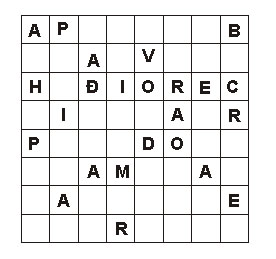 A P B
A V
H Đ I O R E C
I A R
P D O
A M A
A E
R